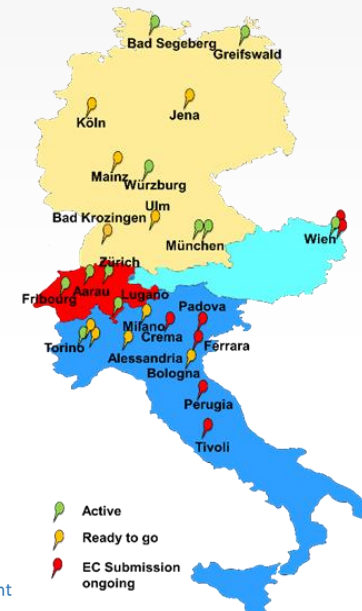 Bad Segeberg
Greifswald
Köln
Jena
Mainz
Würzburg
Ulm
Bad Krozingen
München
Wien
Zürich
Aarau
Lugano
Fribourg
Padova
Milano
Crema
Torino
Ferrara
Alessandria
Bologna
Perugia
Tivoli
Active
Ready to go
EC Submission
ongoing
nt